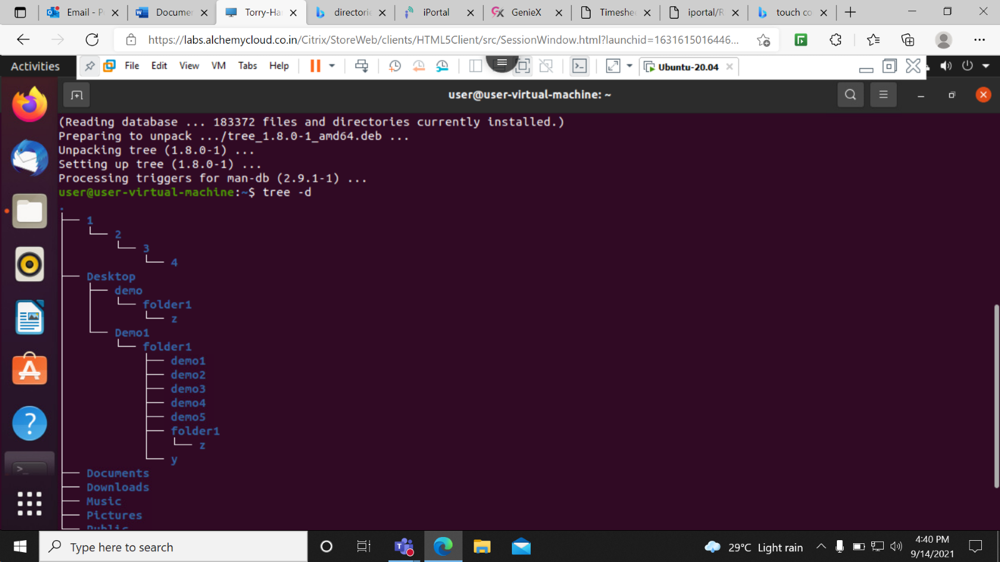 Email - P
Documen
Torry-Ha
directorie
iPortal
GenieX
Timeshe
iportal/R
touch co
https://labs.alchemycloud.co.in/Citrix/StoreWeb/clients/HTML5Client/src/SessionWindow.html?launchid=1631615016446...
Activities
File Edit View VM Tabs Help
Ubuntu-20.04
user@user-virtual-machine: ~
(Reading database ... 183372 files and directories currently installed.)
Preparing to unpack .../tree_1.8.0-1_amd64.deb ...
Unpacking tree (1.8.0-1) ...
Setting up tree (1.8.0-1) ...
Processing triggers for man-db (2.9.1-1) ...
user@user-virtual-machine:~$ tree -d
.
├── 1
│   └── 2
│       └── 3
│           └── 4
├── Desktop
│   ├── demo
│   │   └── folder1
│   │       └── z
│   └── Demo1
│       └── folder1
│           ├── demo1
│           ├── demo2
│           ├── demo3
│           ├── demo4
│           ├── demo5
│           ├── folder1
│           │   └── z
│           └── y
├── Documents
├── Downloads
├── Music
├── Pictures
├── Public
Type here to search
29°C Light rain
4:40 PM
9/14/2021